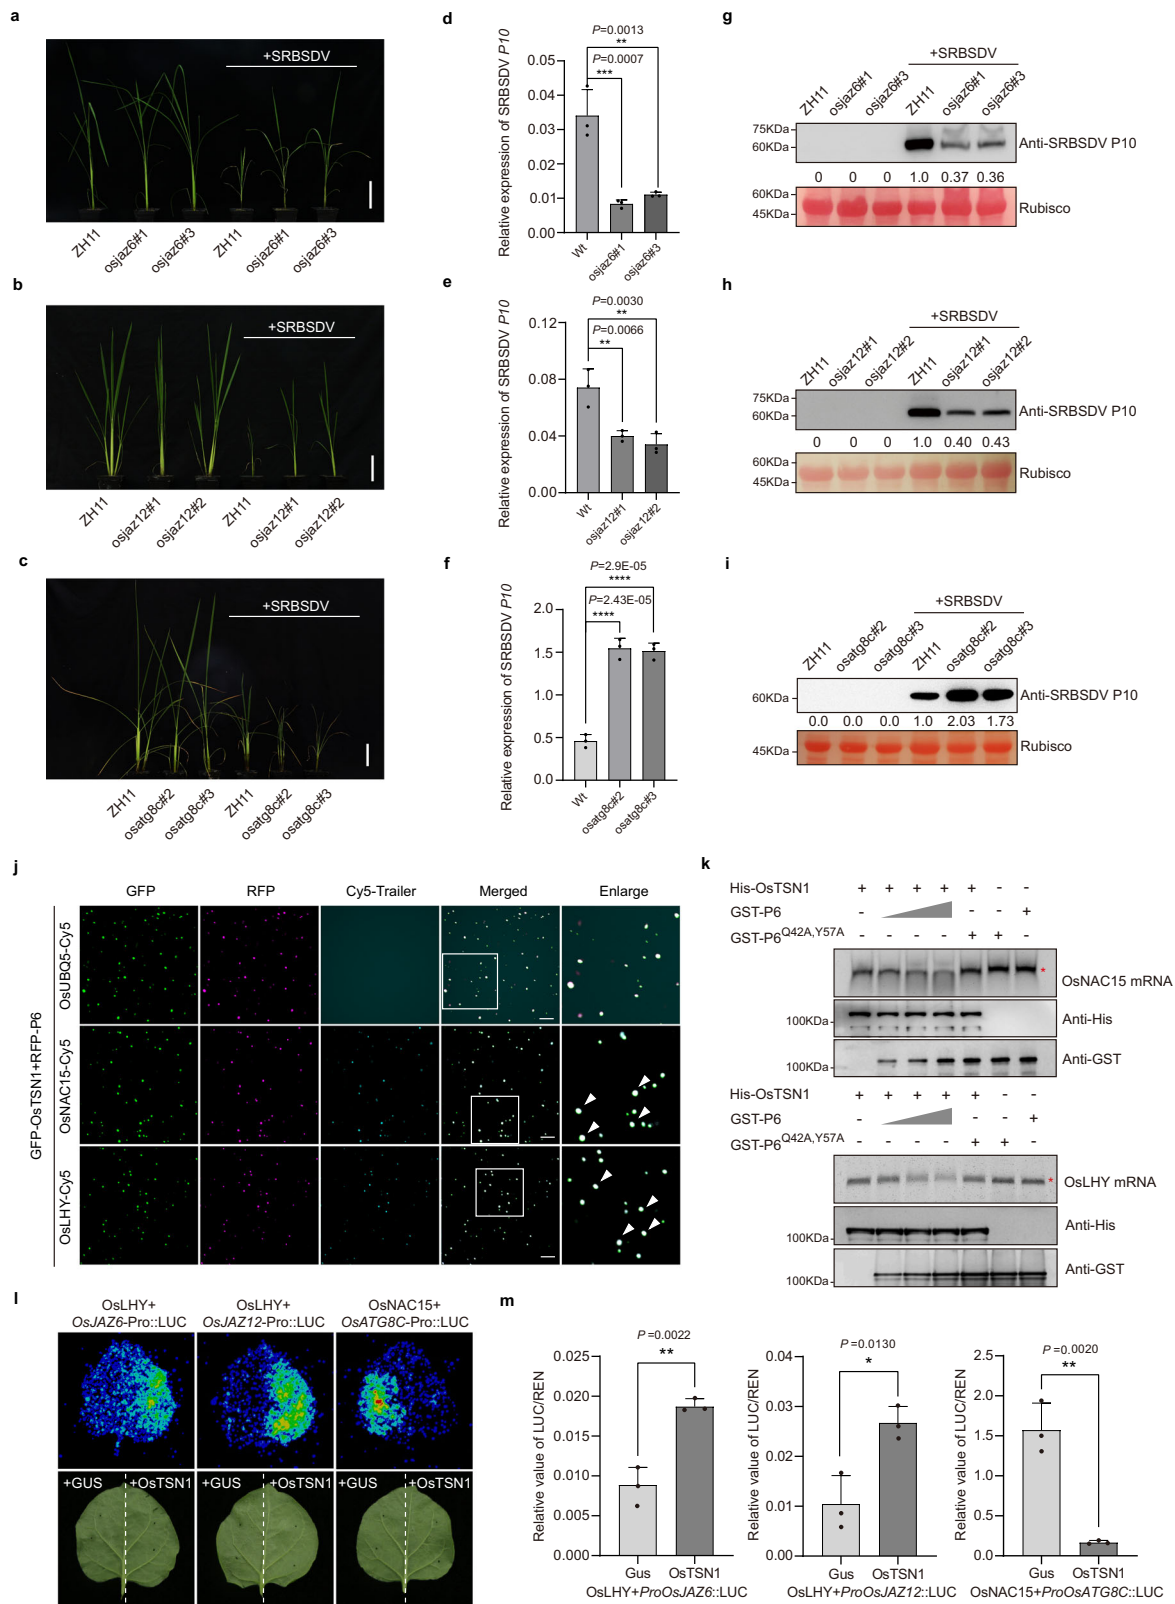 a
+SRBSDV
ZH11
osjaz6#1
osjaz6#3
ZH11
osjaz6#1
osjaz6#3
b
+SRBSDV
ZH11
osjaz12#1
osjaz12#2
ZH11
osjaz12#1
osjaz12#2
c
+SRBSDV
ZH11
osatg8c#2
osatg8c#3
ZH11
osatg8c#2
osatg8c#3
d
P=0.0013
**
P=0.0007
***
Relative expression of SRBSDV P10
0.05
0.04
0.03
0.02
0.01
0.00
Wt
osjaz6#1
osjaz6#3
e
P=0.0030
**
P=0.0066
**
Relative expression of SRBSDV P10
0.12
0.08
0.04
0.00
Wt
osjaz12#1
osjaz12#2
f
P=2.9E-05
****
P=2.43E-05
****
Relative expression of SRBSDV P10
2.0
1.5
1.0
0.5
0.0
Wt
osatg8c#2
osatg8c#3
g
+SRBSDV
ZH11
osjaz6#1
osjaz6#3
ZH11
osjaz6#1
osjaz6#3
75KDa
60KDa
Anti-SRBSDV P10
0 0 0 1.0 0.37 0.36
60KDa
45KDa
Rubisco
h
+SRBSDV
ZH11
osjaz12#1
osjaz12#2
ZH11
osjaz12#1
osjaz12#2
75KDa
60KDa
Anti-SRBSDV P10
0 0 0 1.0 0.40 0.43
60KDa
45KDa
Rubisco
i
+SRBSDV
ZH11
osatg8c#2
osatg8c#3
ZH11
osatg8c#2
osatg8c#3
60KDa
Anti-SRBSDV P10
0.0 0.0 0.0 1.0 2.03 1.73
45KDa
Rubisco
j
GFP RFP Cy5-Trailer Merged Enlarge
GFP-OsTSN1+RFP-P6
OsUBQ5-Cy5
OsNAC15-Cy5
OsLHY-Cy5
k
His-OsTSN1 + + + + + - -
GST-P6 - - - +
GST-P6Q42A,Y57A - - - - + + -
* OsNAC15 mRNA
100KDa
Anti-His
100KDa
Anti-GST
His-OsTSN1 + + + + + - -
GST-P6 - - - +
GST-P6Q42A,Y57A - - - - + + -
* OsLHY mRNA
100KDa
Anti-His
100KDa
Anti-GST
l
OsLHY+
OsJAZ6-Pro::LUC
OsLHY+
OsJAZ12-Pro::LUC
OsNAC15+
OsATG8C-Pro::LUC
+GUS +OsTSN1
+GUS +OsTSN1
+GUS +OsTSN1
m
P =0.0022
**
Relative value of LUC/REN
0.025
0.020
0.015
0.010
0.005
0.000
Gus OsTSN1
OsLHY+ProOsJAZ6::LUC
P =0.0130
*
Relative value of LUC/REN
0.04
0.03
0.02
0.01
0.00
Gus OsTSN1
OsLHY+ProOsJAZ12::LUC
P =0.0020
**
Relative value of LUC/REN
2.5
2.0
1.5
1.0
0.5
0.0
Gus OsTSN1
OsNAC15+ProOsATG8C::LUC